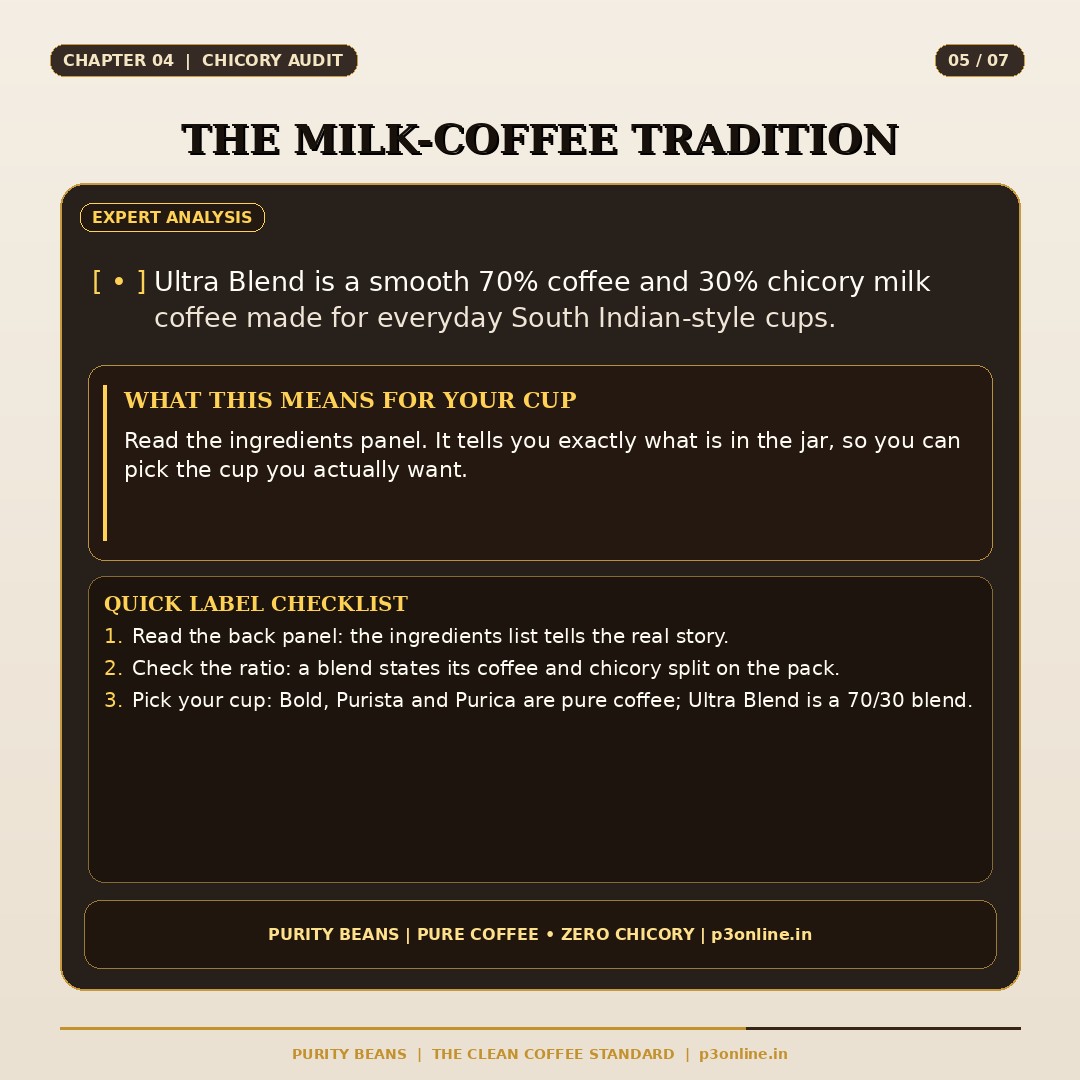 CHAPTER 04 | CHICORY AUDIT
05 / 07
THE MILK-COFFEE TRADITION
EXPERT ANALYSIS
[ • ] Ultra Blend is a smooth 70% coffee and 30% chicory milk
coffee made for everyday South Indian-style cups.
WHAT THIS MEANS FOR YOUR CUP
Read the ingredients panel. It tells you exactly what is in the jar, so you can
pick the cup you actually want.
QUICK LABEL CHECKLIST
1. Read the back panel: the ingredients list tells the real story.
2. Check the ratio: a blend states its coffee and chicory split on the pack.
3. Pick your cup: Bold, Purista and Purica are pure coffee; Ultra Blend is a 70/30 blend.
PURITY BEANS | PURE COFFEE • ZERO CHICORY | p3online.in
PURITY BEANS | THE CLEAN COFFEE STANDARD | p3online.in